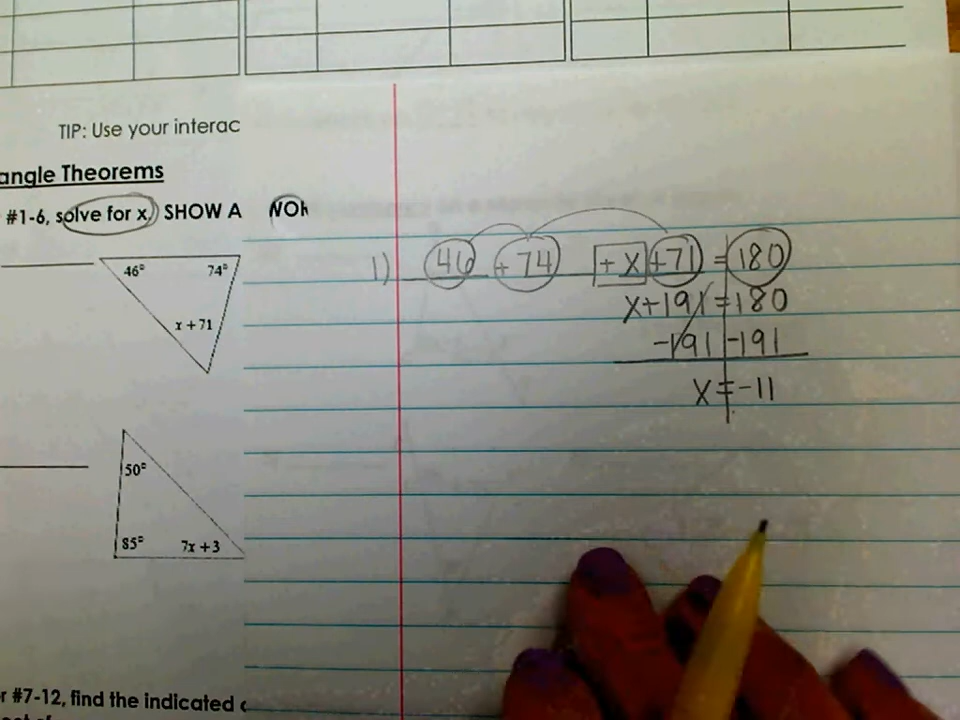 TIP: Use your interac
angle Theorems
#1-6, solve for x, SHOW A
46° 74°
x + 71
50°
85° 7x + 3
r #7-12, find the indicated
1) 46 + 74 + x + 71 = 180
x + 191 = 180
-191 -191
x = -11